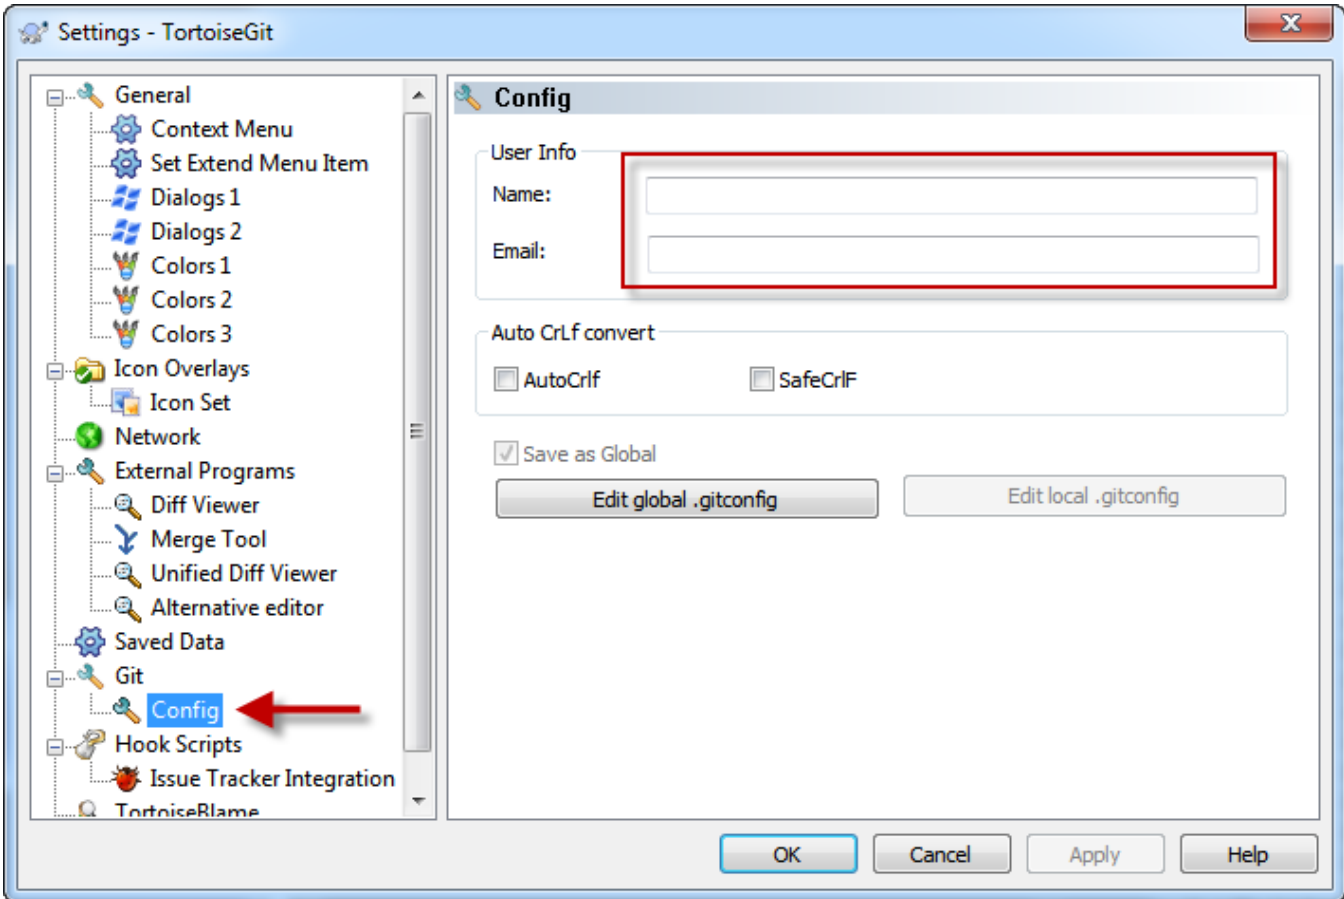 Settings - TortoiseGit
General
Context Menu
Set Extend Menu Item
Dialogs 1
Dialogs 2
Colors 1
Colors 2
Colors 3
Icon Overlays
Icon Set
Network
External Programs
Diff Viewer
Merge Tool
Unified Diff Viewer
Alternative editor
Saved Data
Git
Config
Hook Scripts
Issue Tracker Integration
TortoiseBlame
Config
User Info
Name:
Email:
Auto CrLf convert
AutoCrlf SafeCrlF
Save as Global
Edit global .gitconfig Edit local .gitconfig
OK Cancel Apply Help